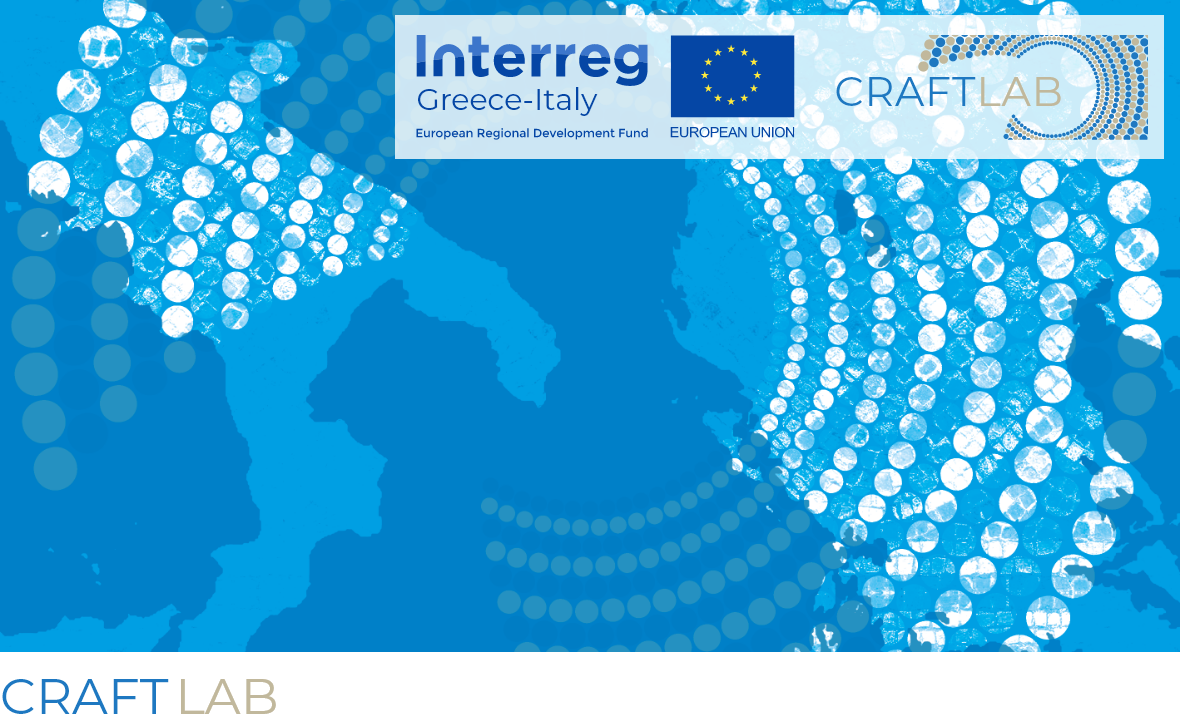 Interreg
Greece-Italy
European Regional Development Fund
EUROPEAN UNION
CRAFTLAB
CRAFT LAB